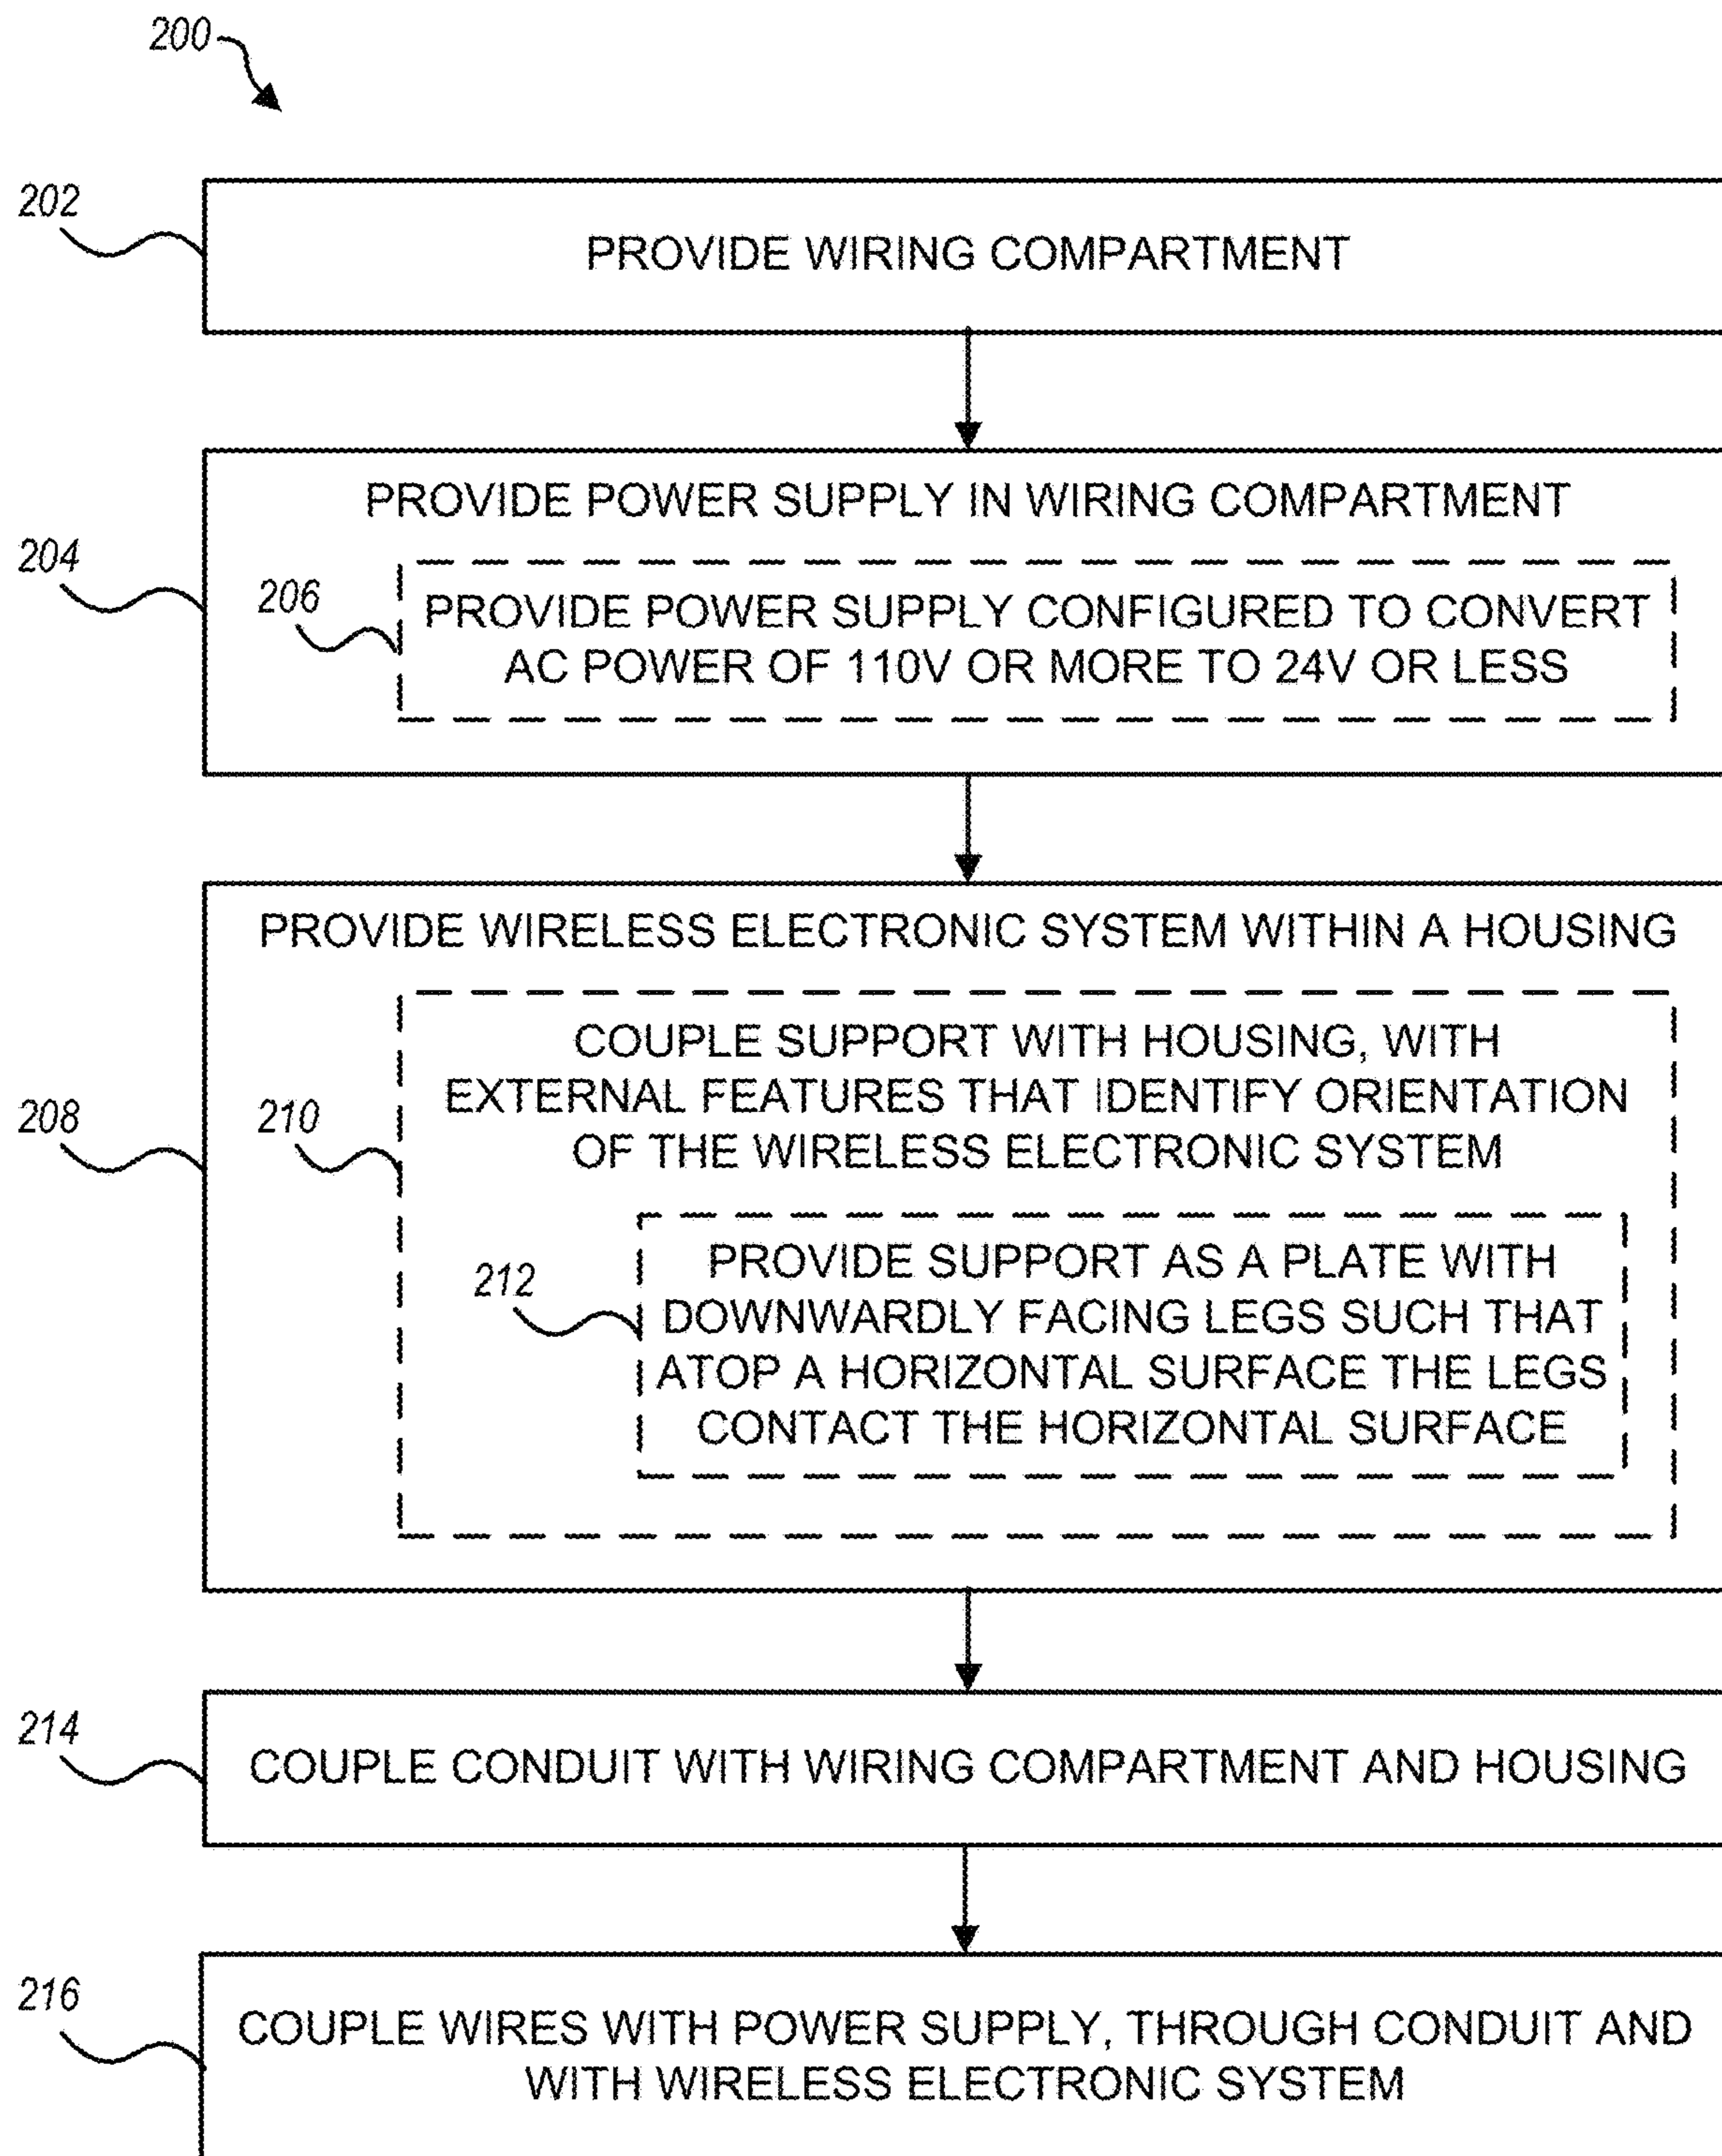 200
202
PROVIDE WIRING COMPARTMENT
204
PROVIDE POWER SUPPLY IN WIRING COMPARTMENT
206
PROVIDE POWER SUPPLY CONFIGURED TO CONVERT
AC POWER OF 110V OR MORE TO 24V OR LESS
208
PROVIDE WIRELESS ELECTRONIC SYSTEM WITHIN A HOUSING
210
COUPLE SUPPORT WITH HOUSING, WITH
EXTERNAL FEATURES THAT IDENTIFY ORIENTATION
OF THE WIRELESS ELECTRONIC SYSTEM
212
PROVIDE SUPPORT AS A PLATE WITH
DOWNWARDLY FACING LEGS SUCH THAT
ATOP A HORIZONTAL SURFACE THE LEGS
CONTACT THE HORIZONTAL SURFACE
214
COUPLE CONDUIT WITH WIRING COMPARTMENT AND HOUSING
216
COUPLE WIRES WITH POWER SUPPLY, THROUGH CONDUIT AND
WITH WIRELESS ELECTRONIC SYSTEM